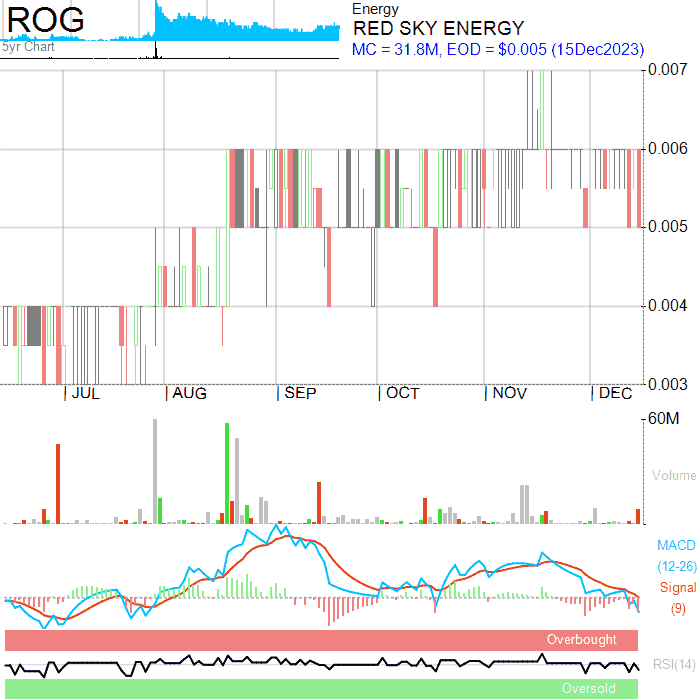 ROG
5yr Chart
Energy
RED SKY ENERGY
MC = 31.8M, EOD = $0.005 (15Dec2023)
0.007
0.006
0.005
0.004
0.003
JUL
AUG
SEP
OCT
NOV
DEC
60M
Volume
MACD
(12-26)
Signal
(9)
Overbought
RSI(14)
Oversold